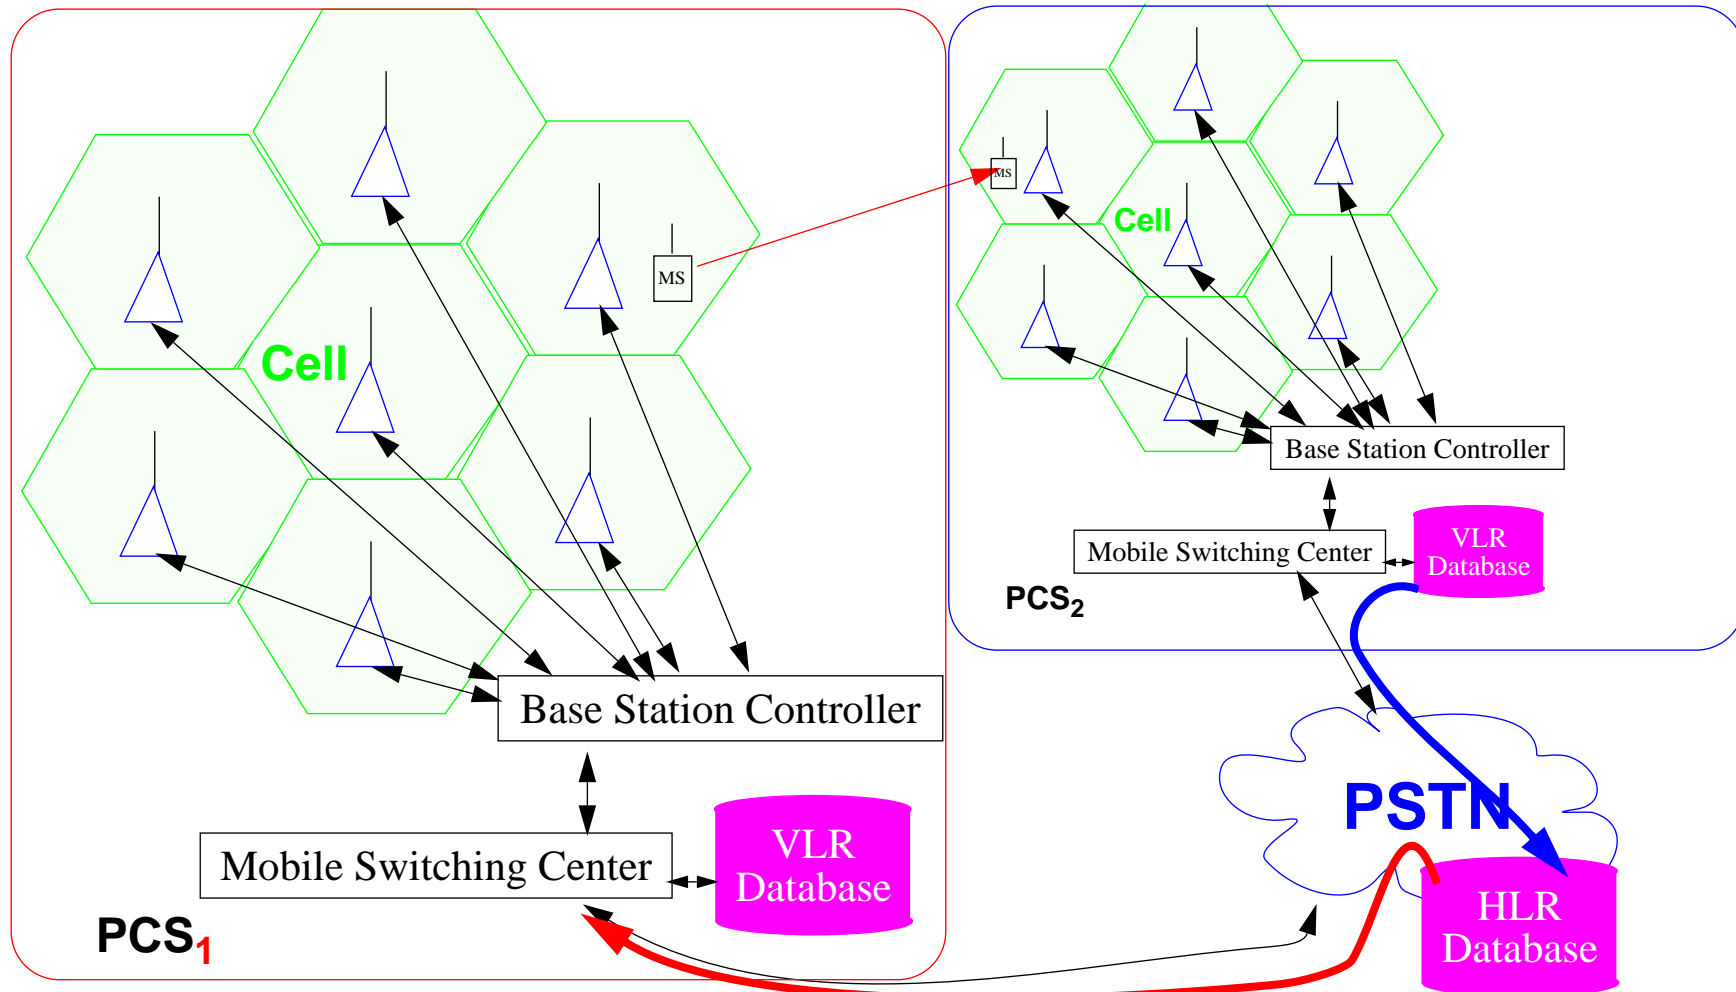 MS
Cell
Base Station Controller
Mobile Switching Center
VLR
Database
PCS1
MS
Cell
Base Station Controller
Mobile Switching Center
VLR
Database
PCS2
PSTN
HLR
Database